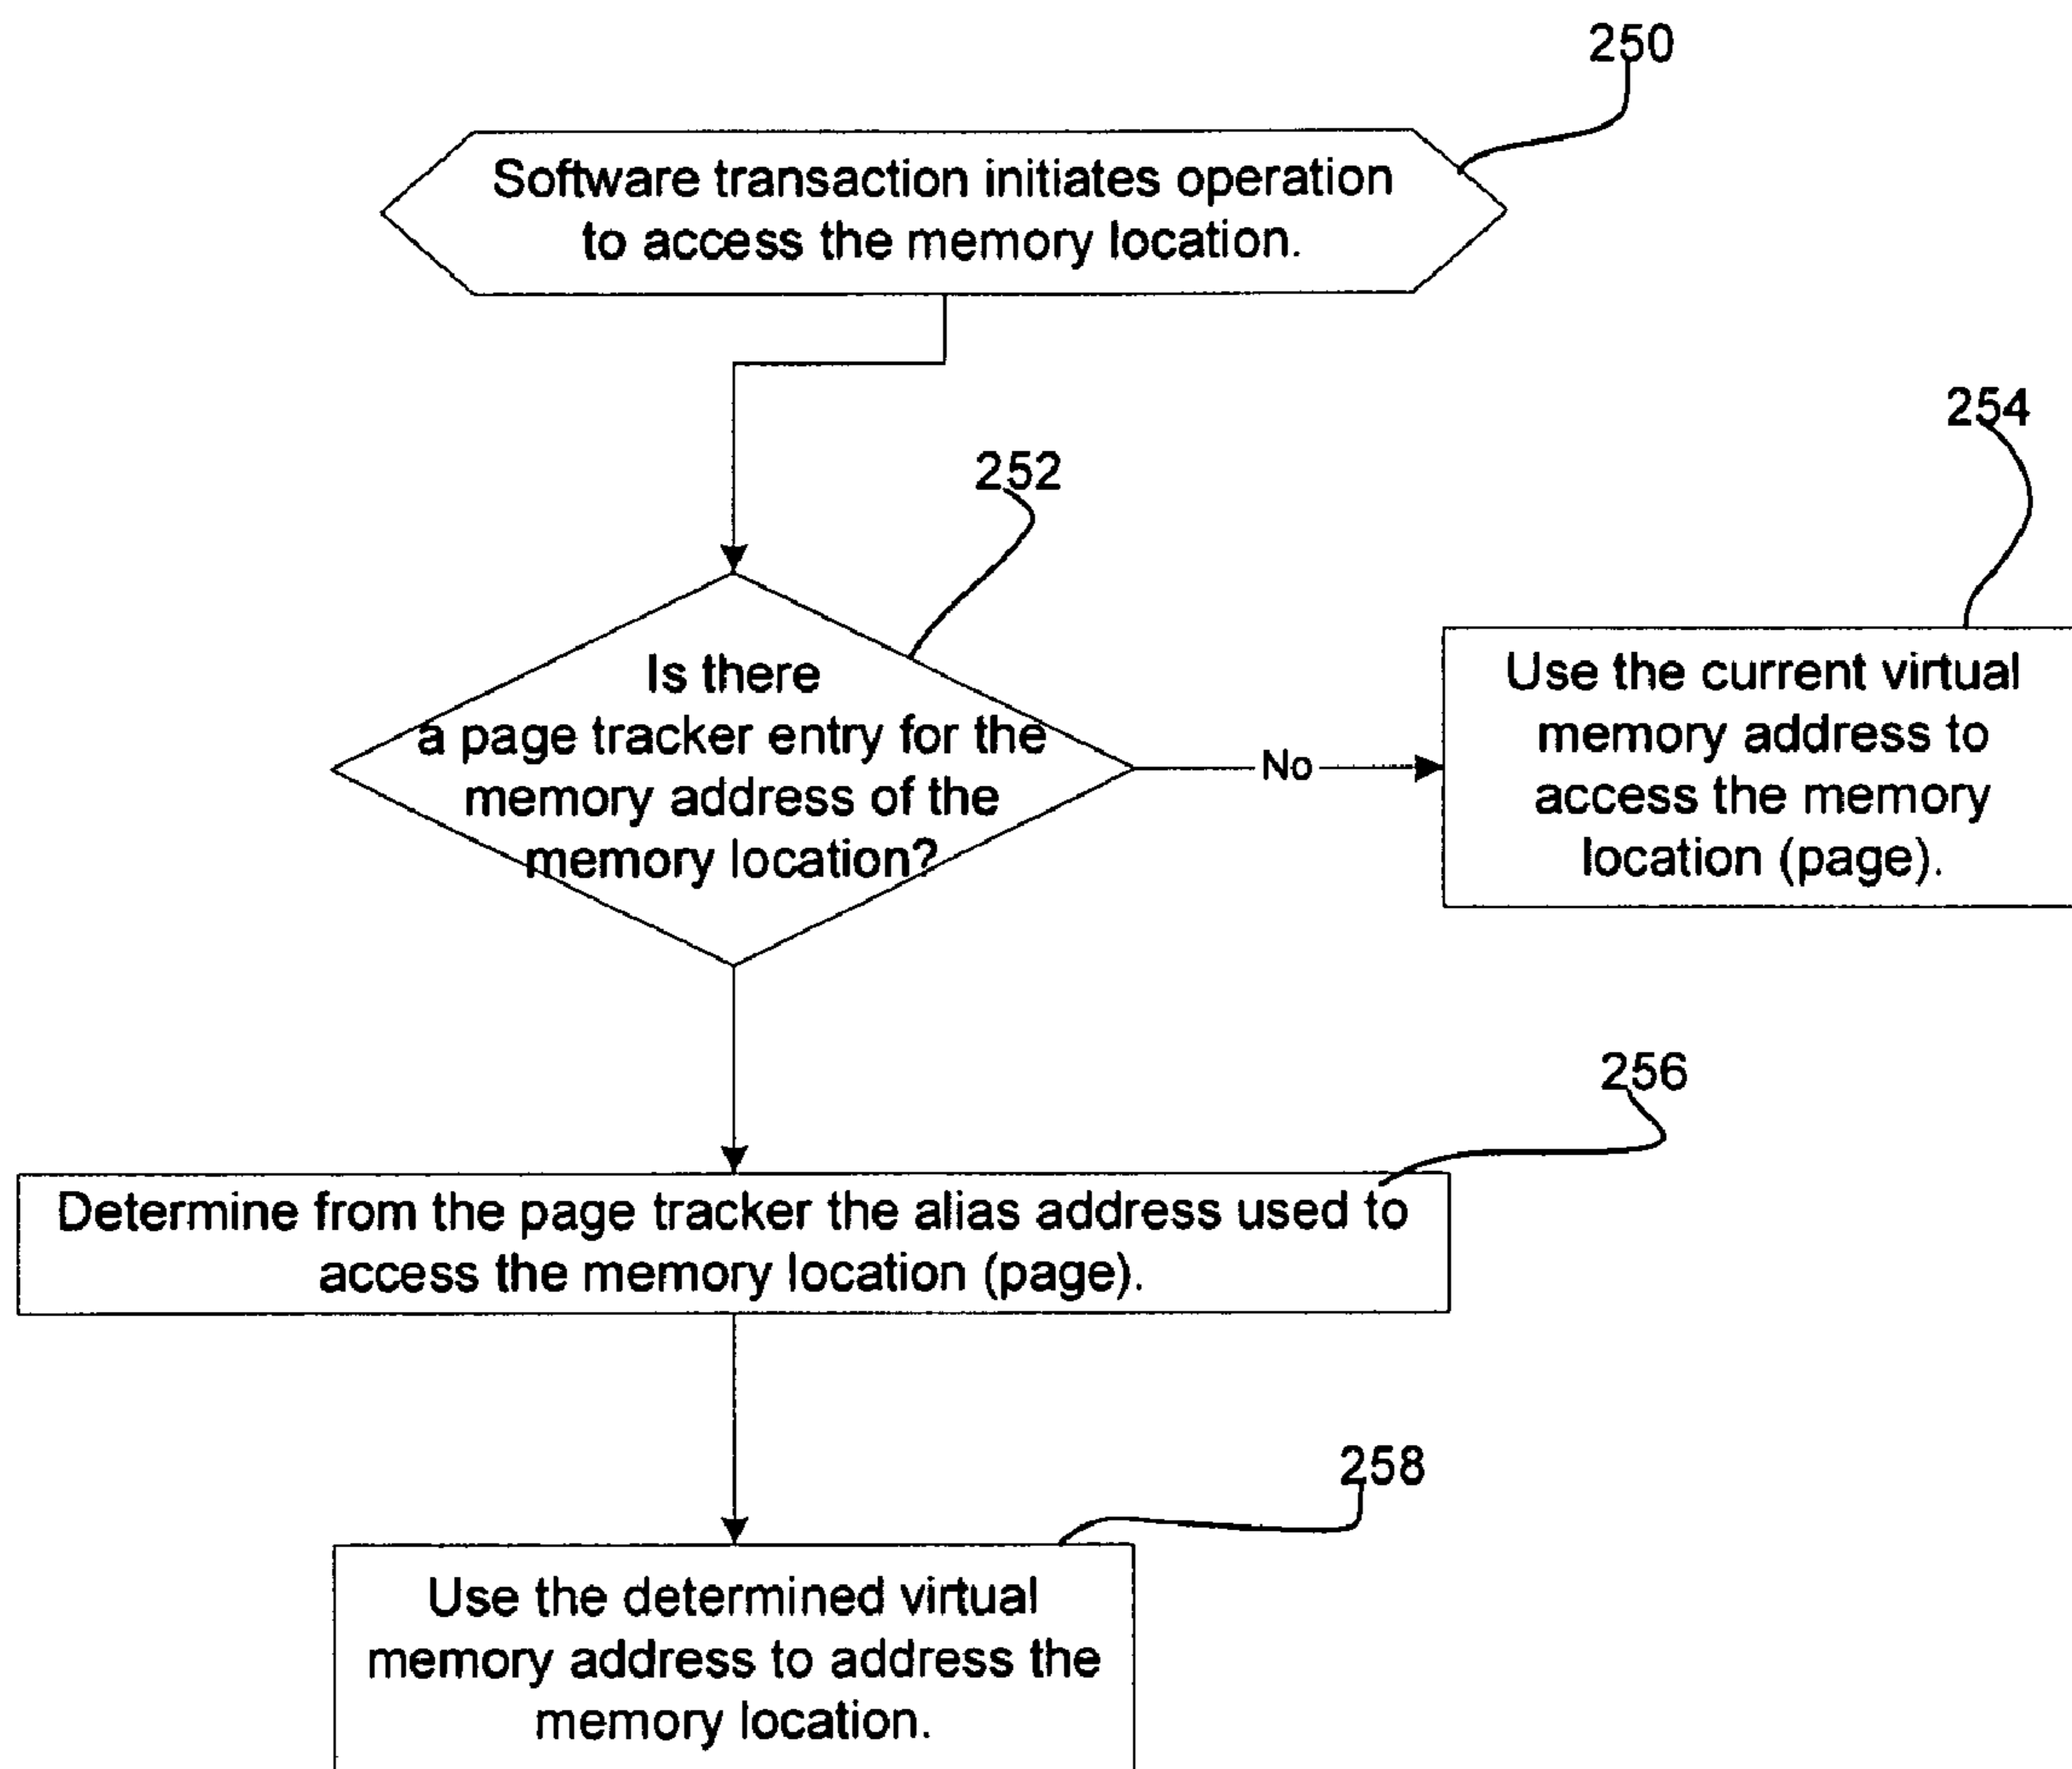 250
Software transaction initiates operation
to access the memory location.
252
Is there
a page tracker entry for the
memory address of the
memory location?
No
254
Use the current virtual
memory address to
access the memory
location (page).
256
Determine from the page tracker the alias address used to
access the memory location (page).
258
Use the determined virtual
memory address to address the
memory location.